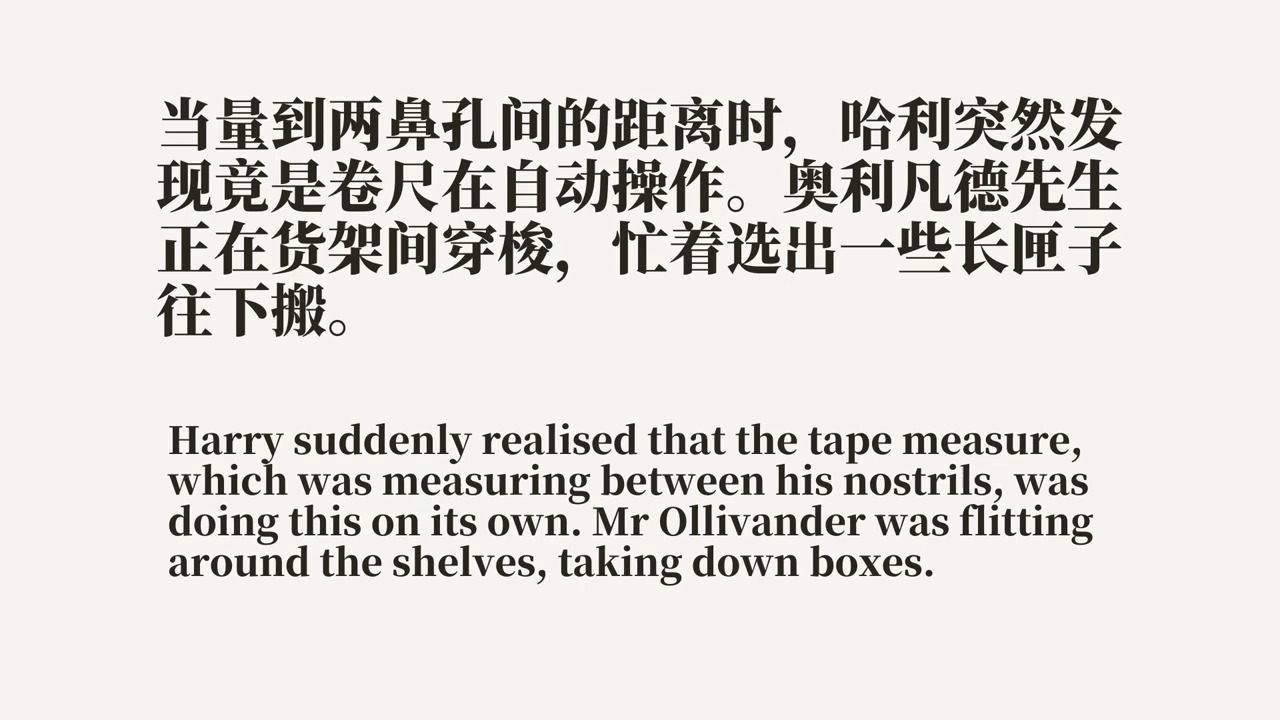 当量到两鼻孔间的距离时，哈利突然发
现竟是卷尺在自动操作。奥利凡德先生
正在货架间穿梭，忙着选出一些长匣子
往下搬。
Harry suddenly realised that the tape measure,
which was measuring between his nostrils, was
doing this on its own. Mr Ollivander was flitting
around the shelves, taking down boxes.